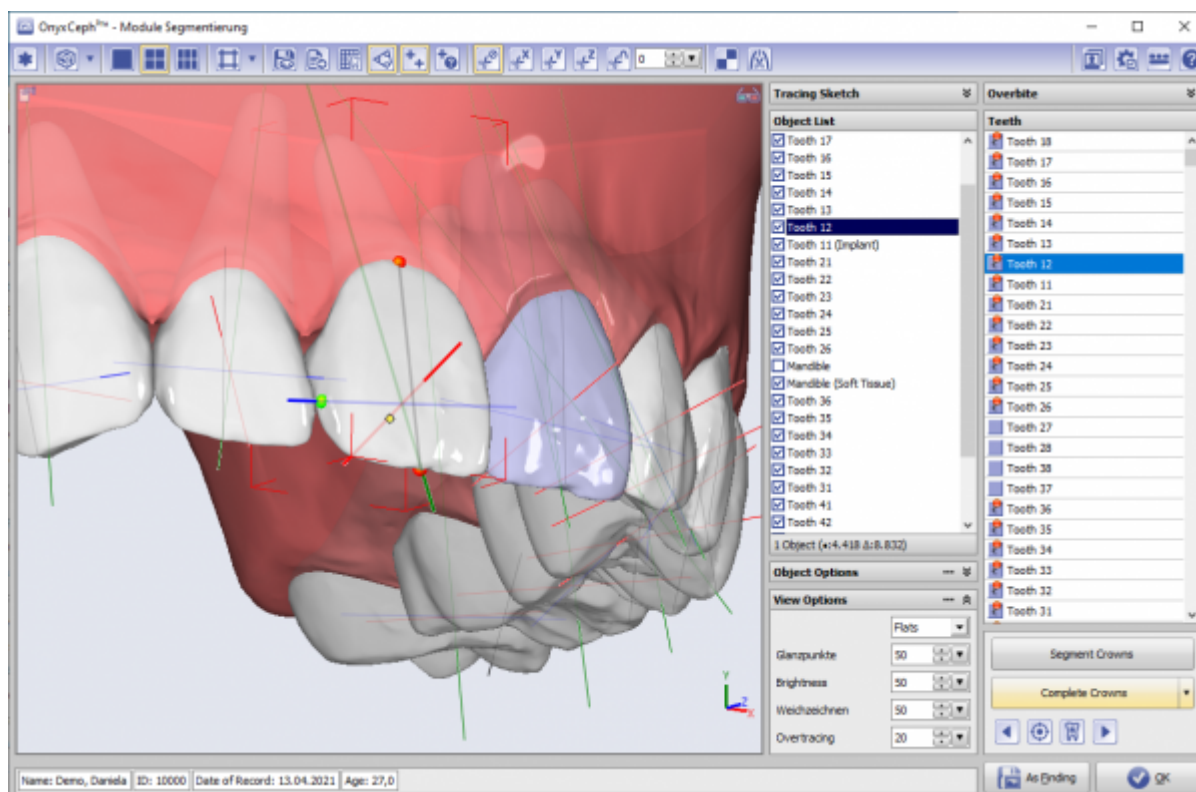 OnyxCeph Pro - Module Segmentierung
0
Tracing Sketch
Object List
Tooth 17
Tooth 16
Tooth 15
Tooth 14
Tooth 13
Tooth 12
Tooth 11 (Implant)
Tooth 21
Tooth 22
Tooth 23
Tooth 24
Tooth 25
Tooth 26
Mandible
Mandible (Soft Tissue)
Tooth 36
Tooth 35
Tooth 34
Tooth 33
Tooth 32
Tooth 31
Tooth 41
Tooth 42
1 Object (•:4.418 Δ:8.832)
Object Options
View Options
Flats
Glanzpunkte 50
Brightness 50
Weichzeichnen 50
Overtracing 20
Overbite
Teeth
Tooth 18
Tooth 17
Tooth 16
Tooth 15
Tooth 14
Tooth 13
Tooth 12
Tooth 11
Tooth 21
Tooth 22
Tooth 23
Tooth 24
Tooth 25
Tooth 26
Tooth 27
Tooth 28
Tooth 38
Tooth 37
Tooth 36
Tooth 35
Tooth 34
Tooth 33
Tooth 32
Tooth 31
Segment Crowns
Complete Crowns
Y
Z
X
Name: Demo, Daniela ID: 10000 Date of Record: 13.04.2021 Age: 27,0
As Finding
OK